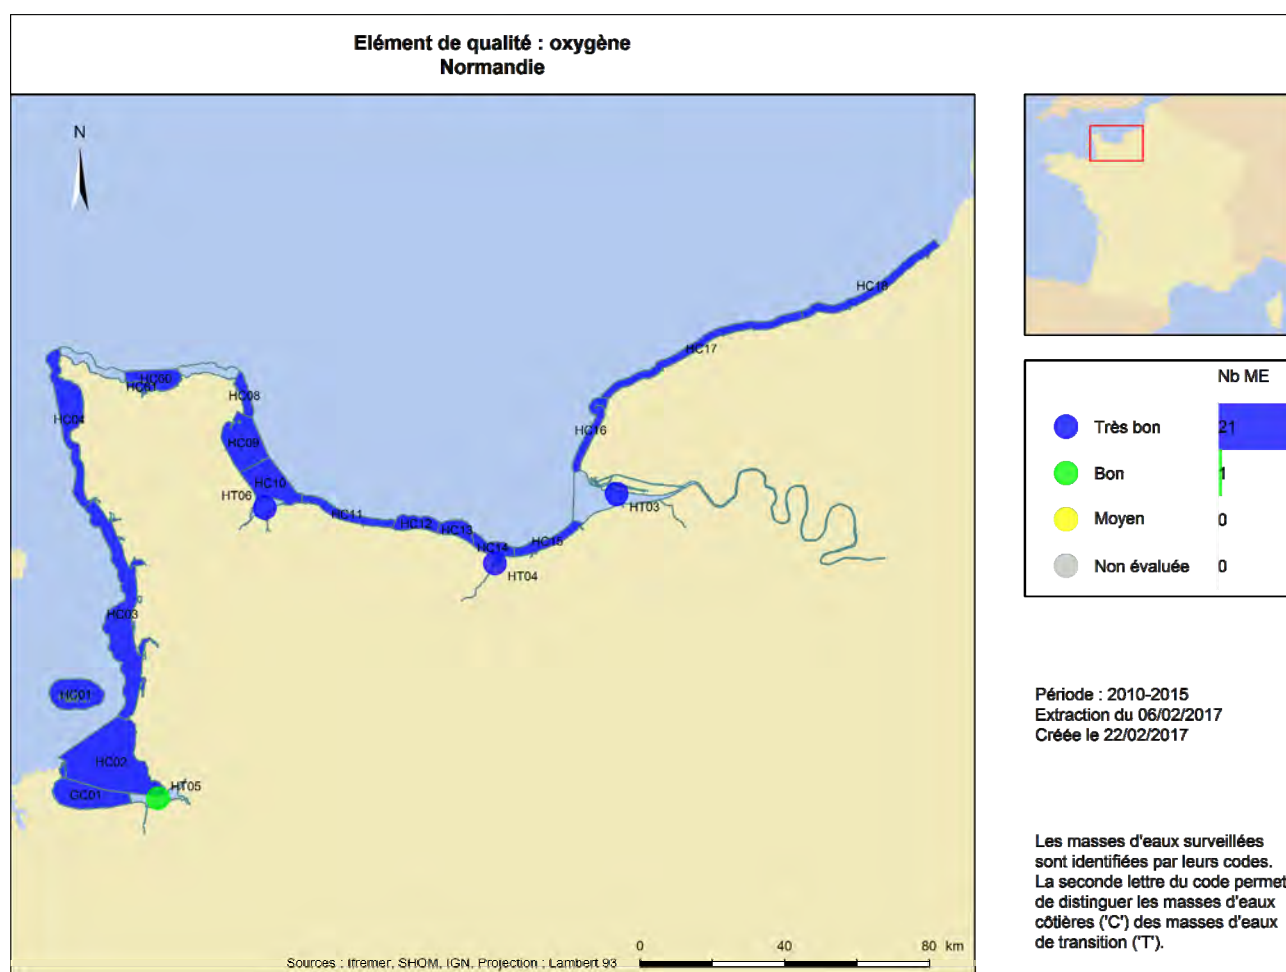 Elément de qualité : oxygène
Normandie
N
HC18
HC17
HC60
HC61
HC08
HC04
HC16
HC09
HC10
HT06
HT03
HC11
HC12
HC13
HC14
HC15
HT04
HC03
HC01
HC02
HT05
GC01
0 40 80 km
Sources : Ifremer, SHOM, IGN, Projection : Lambert 93
Nb ME
Très bon 21
Bon 1
Moyen 0
Non évaluée 0
Période : 2010-2015
Extraction du 06/02/2017
Créée le 22/02/2017
Les masses d'eaux surveillées
sont identifiées par leurs codes.
La seconde lettre du code permet
de distinguer les masses d'eaux
côtières ('C') des masses d'eaux
de transition ('T').